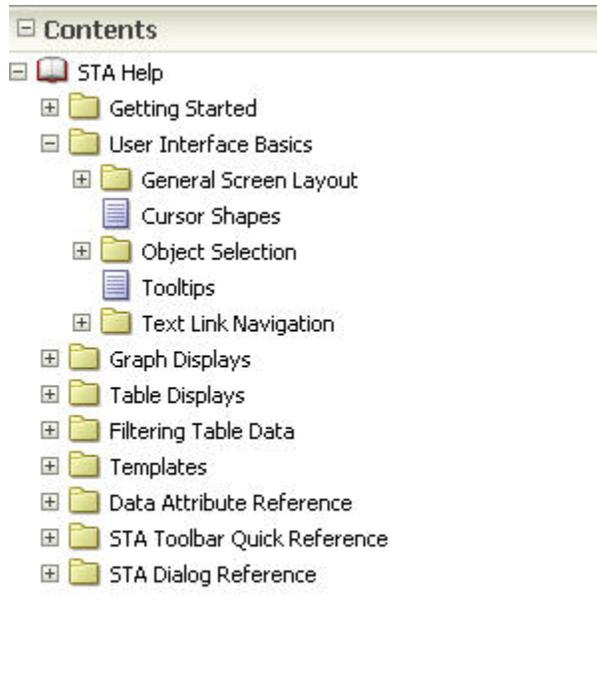 Contents
STA Help
Getting Started
User Interface Basics
General Screen Layout
Cursor Shapes
Object Selection
Tooltips
Text Link Navigation
Graph Displays
Table Displays
Filtering Table Data
Templates
Data Attribute Reference
STA Toolbar Quick Reference
STA Dialog Reference